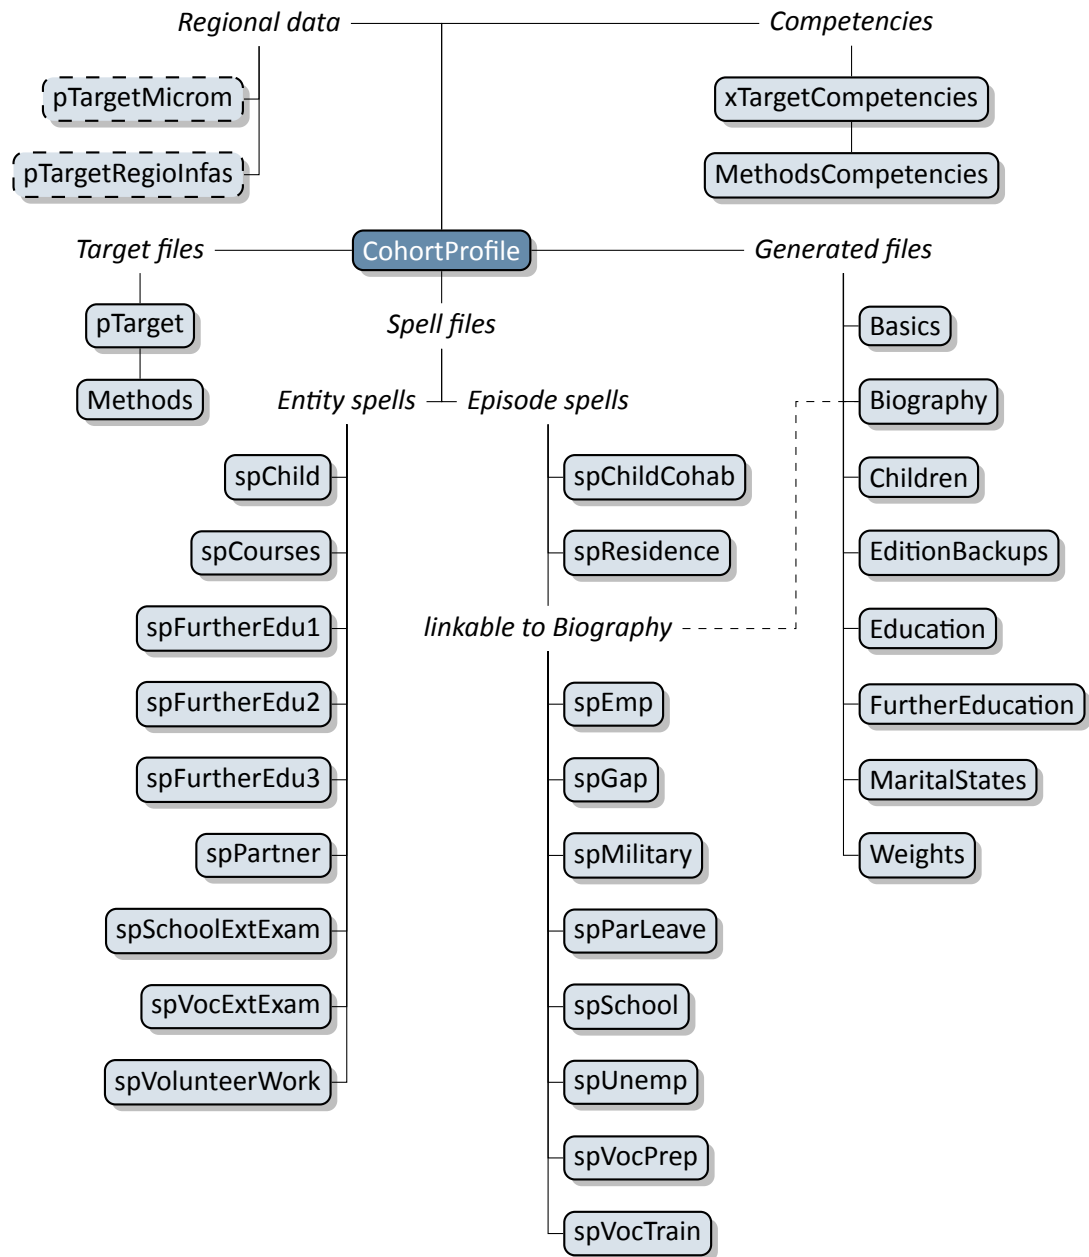 Regional data
Competencies
pTargetMicrom
xTargetCompetencies
pTargetRegioInfas
MethodsCompetencies
Target files
CohortProfile
Generated files
pTarget
Spell files
Basics
Methods
Entity spells
Episode spells
Biography
spChild
spChildCohab
Children
spCourses
spResidence
EditionBackups
spFurtherEdu1
linkable to Biography
Education
spFurtherEdu2
spEmp
FurtherEducation
spFurtherEdu3
spGap
MaritalStates
spPartner
spMilitary
Weights
spSchoolExtExam
spParLeave
spVocExtExam
spSchool
spVolunteerWork
spUnemp
spVocPrep
spVocTrain